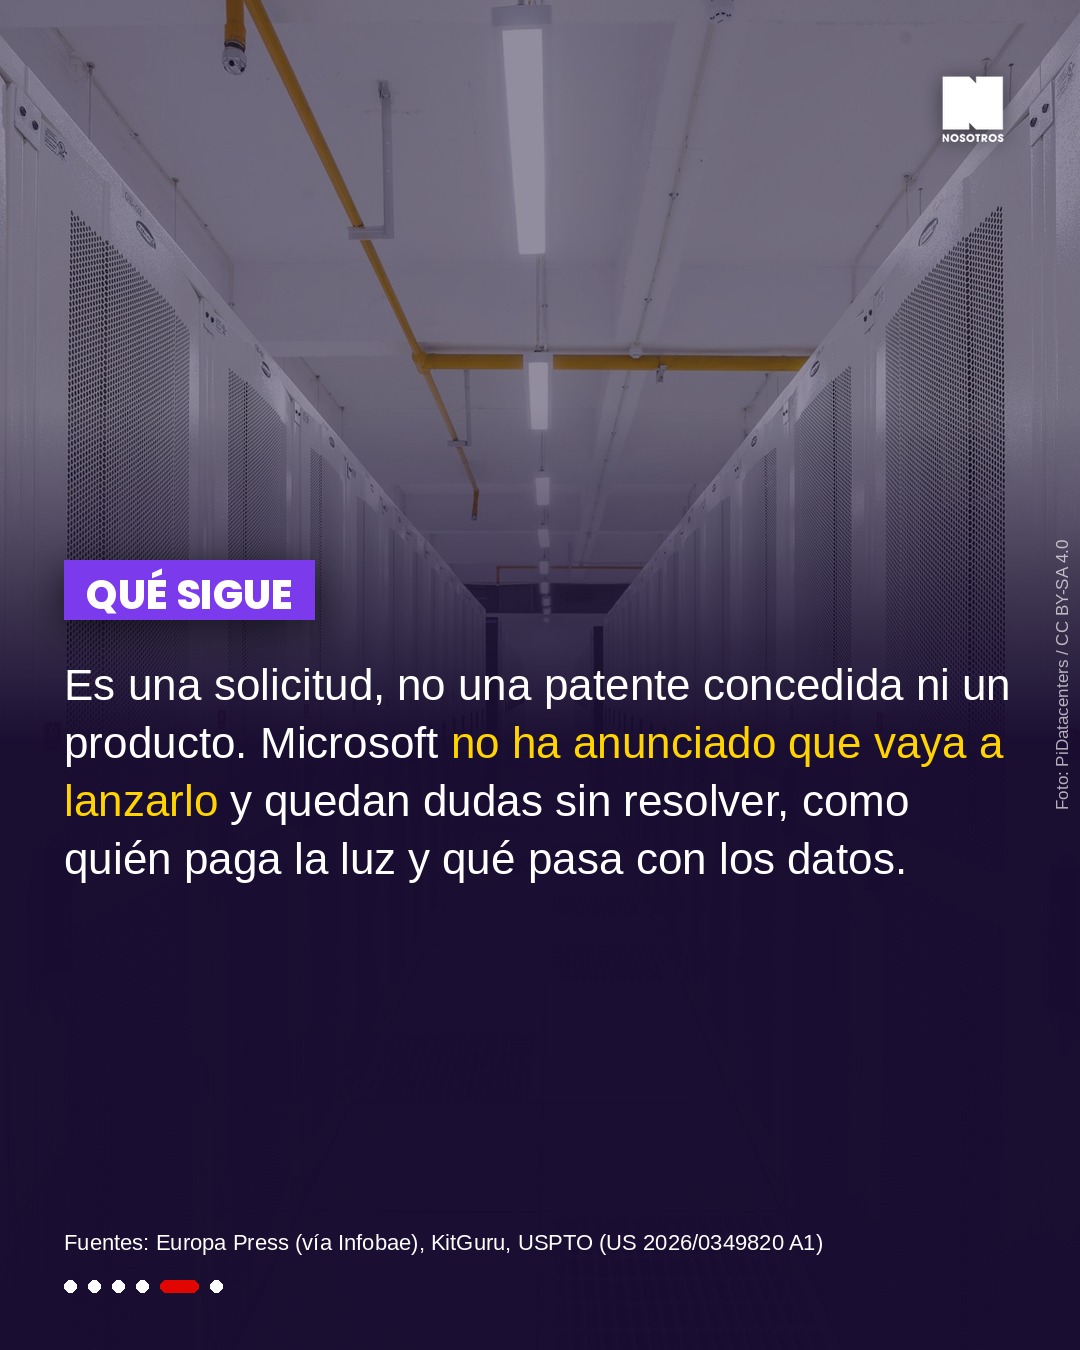 NOSOTROS
QUÉ SIGUE
Es una solicitud, no una patente concedida ni un
producto. Microsoft no ha anunciado que vaya a
lanzarlo y quedan dudas sin resolver, como
quién paga la luz y qué pasa con los datos.
Foto: PiDatacenters / CC BY-SA 4.0
Fuentes: Europa Press (vía Infobae), KitGuru, USPTO (US 2026/0349820 A1)